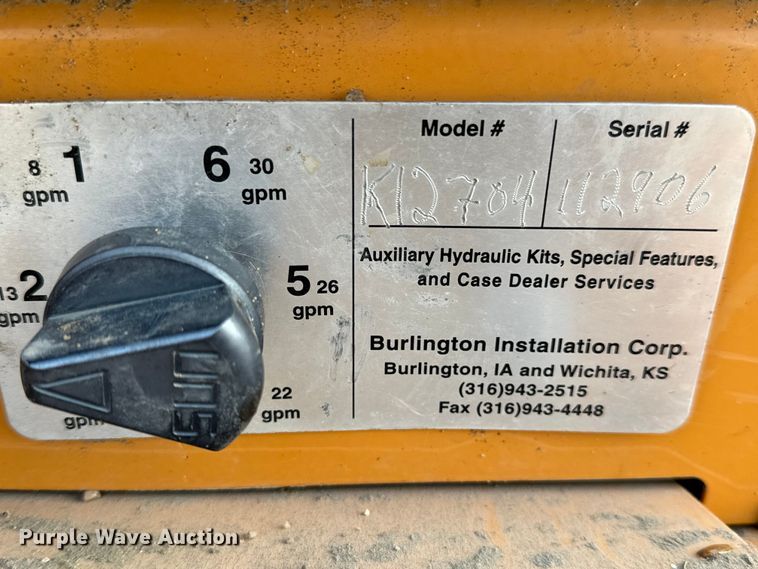 8 gpm 1
6 30 gpm
13 gpm 2
5 26 gpm
gpm
22 gpm
Model # Serial #
K12704 112906
Auxiliary Hydraulic Kits, Special Features,
and Case Dealer Services
Burlington Installation Corp.
Burlington, IA and Wichita, KS
(316)943-2515
Fax (316)943-4448
Purple Wave Auction